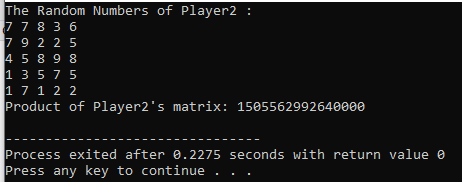 The Random Numbers of Player2 :
7 7 8 3 6
7 9 2 2 5
4 5 8 9 8
1 3 5 7 5
1 7 1 2 2
Product of Player2's matrix: 1505562992640000
--------------------------------
Process exited after 0.2275 seconds with return value 0
Press any key to continue . . .